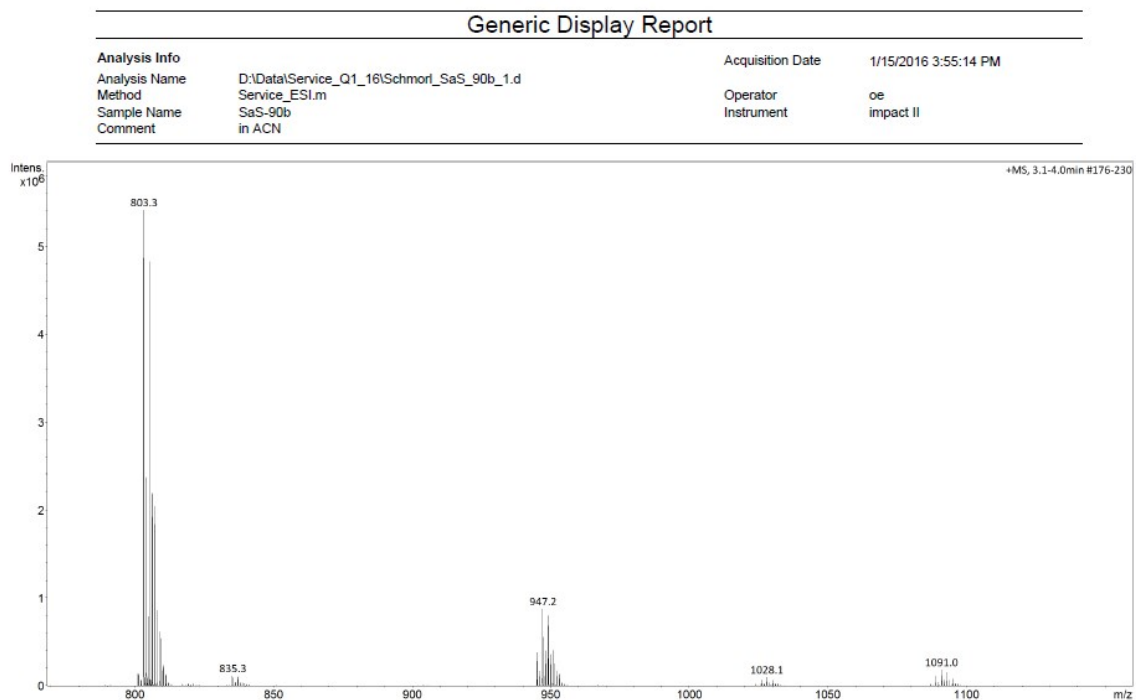 Generic Display Report
Analysis Info
Acquisition Date 1/15/2016 3:55:14 PM
Analysis Name D:\Data\Service_Q1_16\Schmorl_SaS_90b_1.d
Method Service_ESI.m
Operator oe
Sample Name SaS-90b
Instrument impact II
Comment in ACN
Intens.
x10⁶
+MS, 3.1-4.0min #176-230
803.3
5
4
3
2
1
947.2
835.3
1028.1
1091.0
0
800 850 900 950 1000 1050 1100 m/z